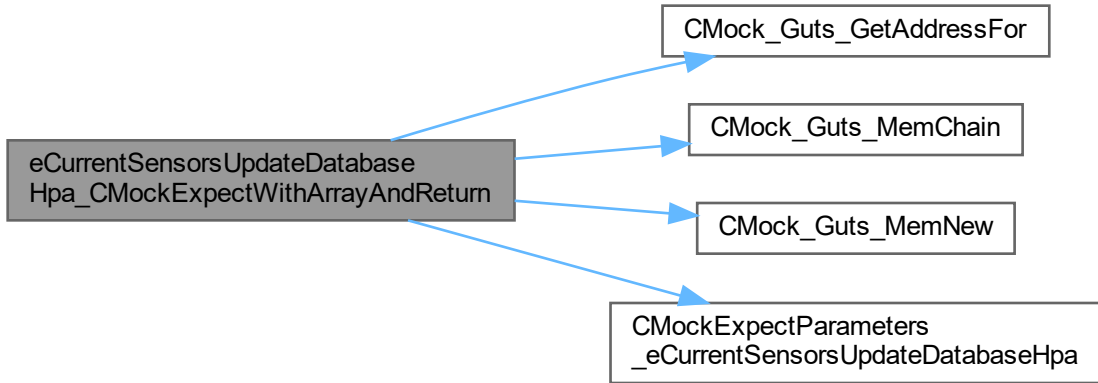 CMock_Guts_GetAddressFor
CMock_Guts_MemChain
eCurrentSensorsUpdateDatabase
Hpa_CMockExpectWithArrayAndReturn
CMock_Guts_MemNew
CMockExpectParameters
_eCurrentSensorsUpdateDatabaseHpa